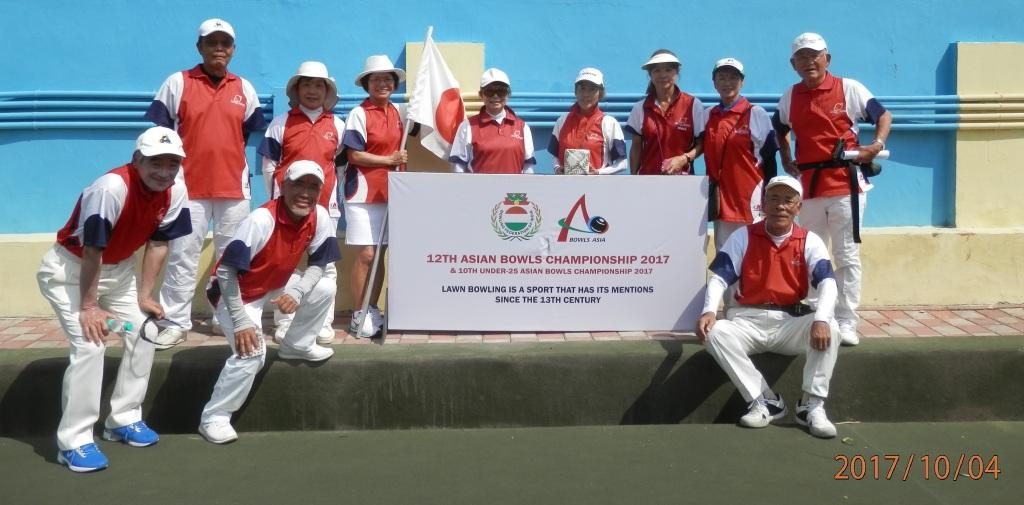 BOWLS ASIA
12TH ASIAN BOWLS CHAMPIONSHIP 2017
& 10TH UNDER-25 ASIAN BOWLS CHAMPIONSHIP 2017
LAWN BOWLING IS A SPORT THAT HAS ITS MENTIONS
SINCE THE 13TH CENTURY
2017/10/04